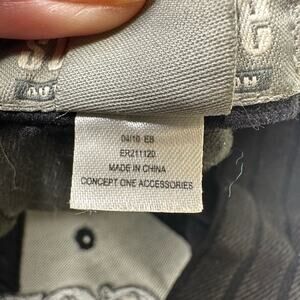 04/10 EB
ER211120
MADE IN CHINA
CONCEPT ONE ACCESSORIES